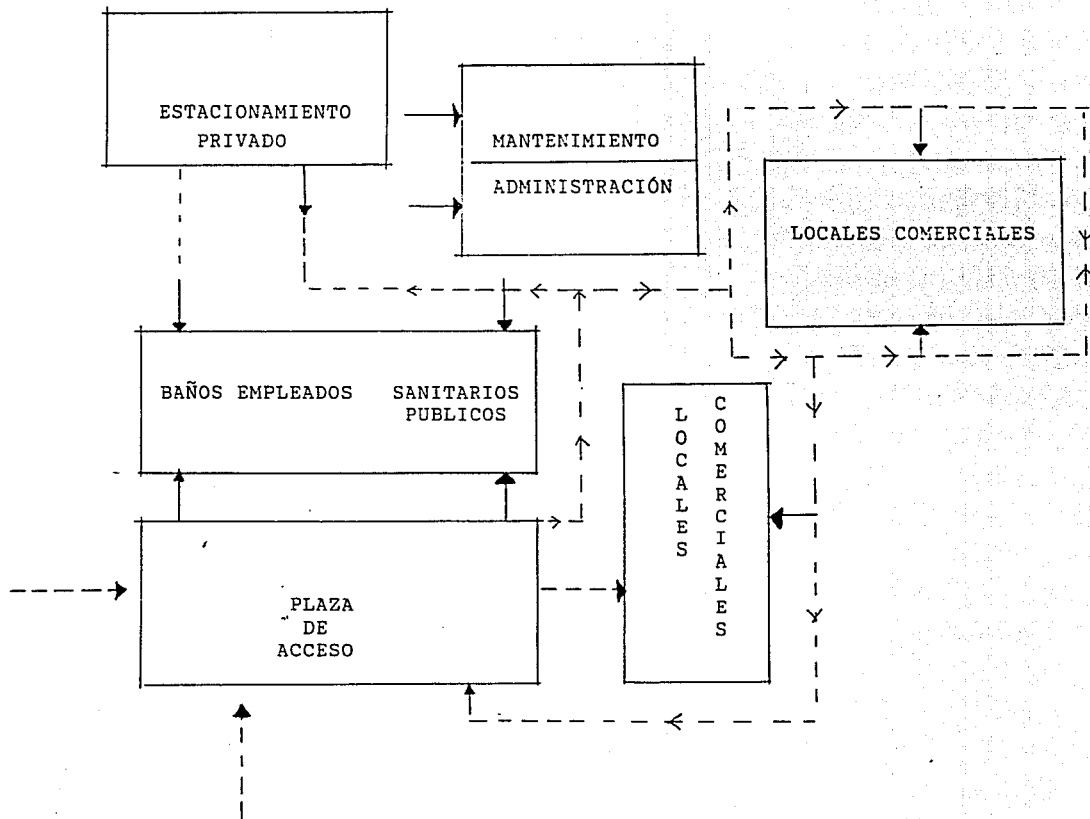 ESTACIONAMIENTO
PRIVADO
MANTENIMIENTO
ADMINISTRACIÓN
LOCALES COMERCIALES
BAÑOS EMPLEADOS
SANITARIOS
PUBLICOS
LOCALES
COMERCIALES
PLAZA
DE
ACCESO